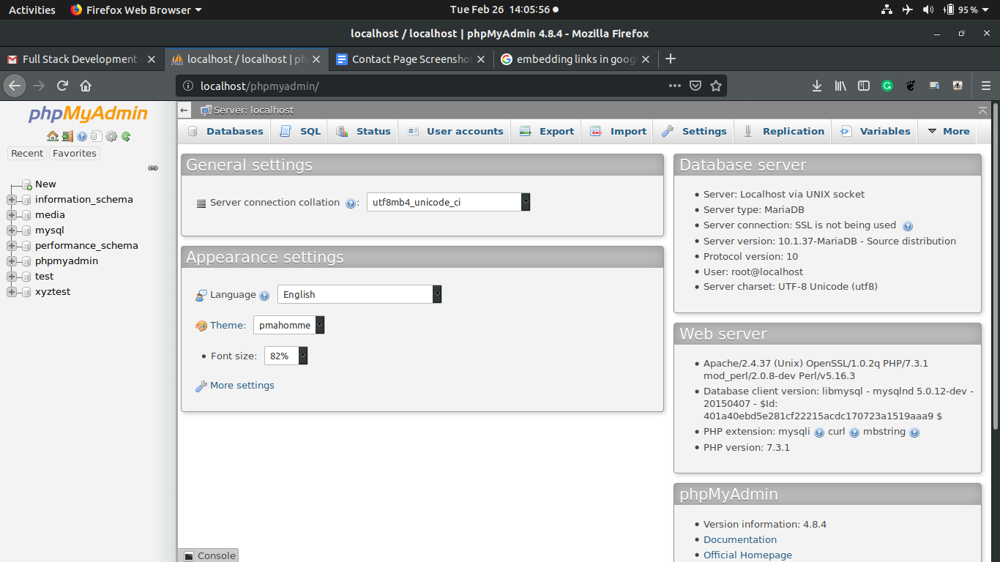 Activities Firefox Web Browser Tue Feb 26 14:05:56 95%
localhost / localhost | phpMyAdmin 4.8.4 - Mozilla Firefox
Full Stack Development - localhost / localhost | ph Contact Page Screenshot embedding links in goog
localhost/phpmyadmin/
phpMyAdmin
Recent Favorites
New
information_schema
media
mysql
performance_schema
phpmyadmin
test
xyztest
Server: localhost
Databases SQL Status User accounts Export Import Settings Replication Variables More
General settings
Server connection collation : utf8mb4_unicode_ci
Appearance settings
Language English
Theme: pmahomme
Font size: 82%
More settings
Database server
Server: Localhost via UNIX socket
Server type: MariaDB
Server connection: SSL is not being used
Server version: 10.1.37-MariaDB - Source distribution
Protocol version: 10
User: root@localhost
Server charset: UTF-8 Unicode (utf8)
Web server
Apache/2.4.37 (Unix) OpenSSL/1.0.2q PHP/7.3.1
mod_perl/2.0.8-dev Perl/v5.16.3
Database client version: libmysql - mysqlnd 5.0.12-dev -
20150407 - $Id:
401a40ebd5e281cf22215acdc170723a1519aaa9 $
PHP extension: mysqli curl mbstring
PHP version: 7.3.1
phpMyAdmin
Version information: 4.8.4
Documentation
Official Homepage
Console